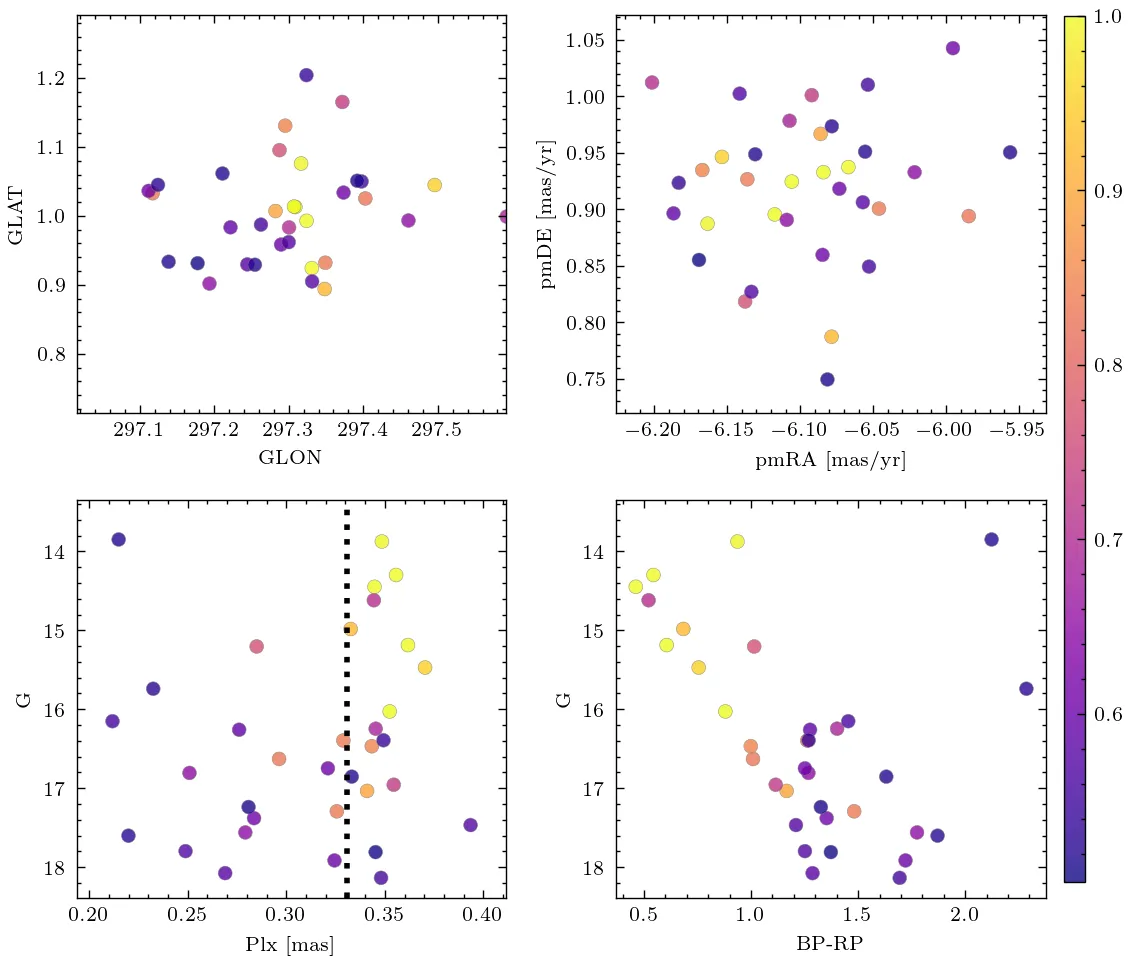 1.2
1.1
1.0
0.9
0.8
GLAT
297.1 297.2 297.3 297.4 297.5
GLON
1.05
1.00
0.95
0.90
0.85
0.80
0.75
pmDE [mas/yr]
−6.20 −6.15 −6.10 −6.05 −6.00 −5.95
pmRA [mas/yr]
1.0
0.9
0.8
0.7
0.6
14
15
16
17
18
G
0.20 0.25 0.30 0.35 0.40
Plx [mas]
14
15
16
17
18
G
0.5 1.0 1.5 2.0
BP-RP